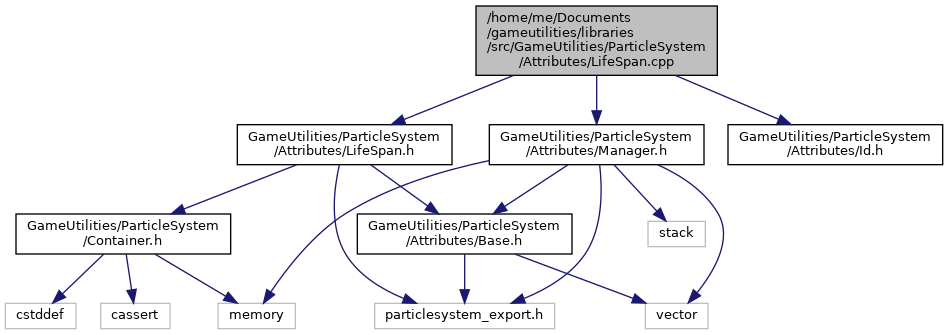 /home/me/Documents
/gameutilities/libraries
/src/GameUtilities/ParticleSystem
/Attributes/LifeSpan.cpp
GameUtilities/ParticleSystem
/Attributes/LifeSpan.h
GameUtilities/ParticleSystem
/Attributes/Manager.h
GameUtilities/ParticleSystem
/Attributes/Id.h
GameUtilities/ParticleSystem
/Container.h
GameUtilities/ParticleSystem
/Attributes/Base.h
stack
cstddef
cassert
memory
particlesystem_export.h
vector